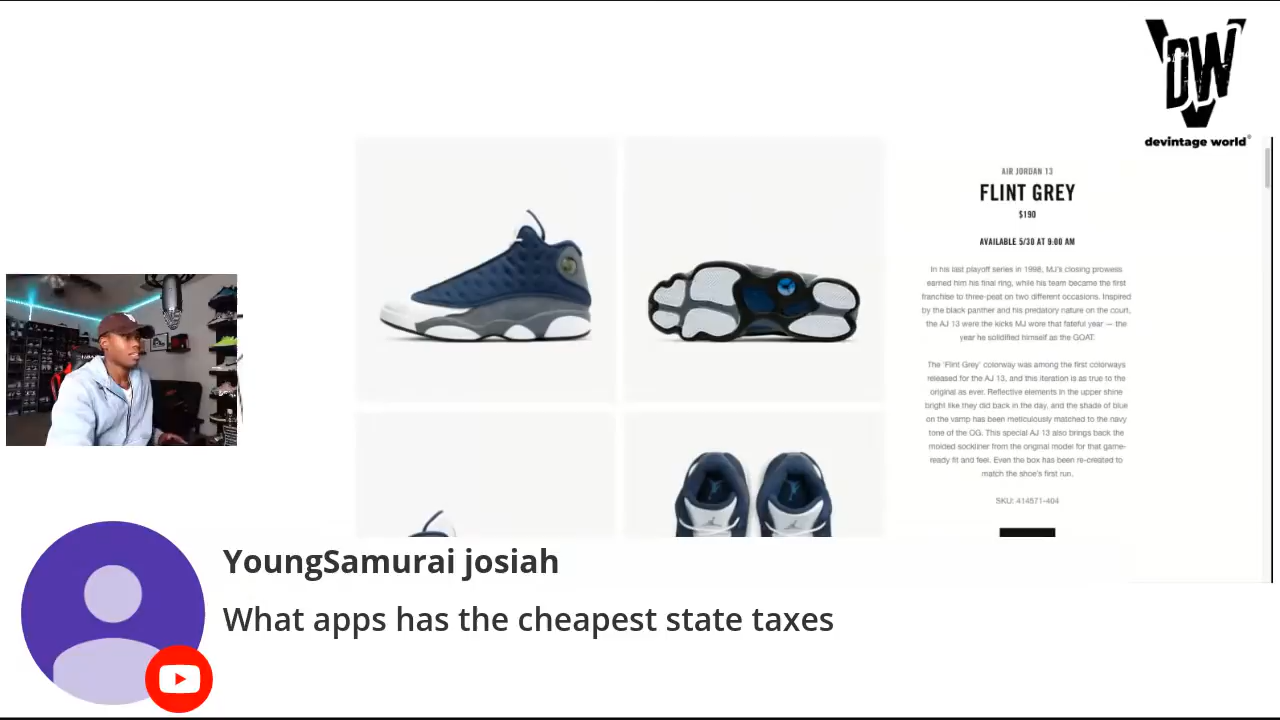 DW
devintage world®
AIR JORDAN 13
FLINT GREY
$190
AVAILABLE 5/30 AT 9:00 AM
In his last playoff series in 1998, MJ's closing prowess
earned him his final ring, while his team became the first
franchise to three-peat on two different occasions. Inspired
by the black panther and his predatory nature on the court,
the AJ 13 were the kicks MJ wore that fateful year — the
year he solidified himself as the GOAT.
The 'Flint Grey' colorway was among the first colorways
released for the AJ 13, and this iteration is as true to the
original as ever. Reflective elements in the upper shine
bright like they did back in the day, and the shade of blue
on the vamp has been meticulously matched to the navy
tone of the OG. This special AJ 13 also brings back the
molded sockliner from the original model for that game-
ready fit and feel. Even the box has been re-created to
match the shoe's first run.
SKU: 414571-404
YoungSamurai josiah
What apps has the cheapest state taxes